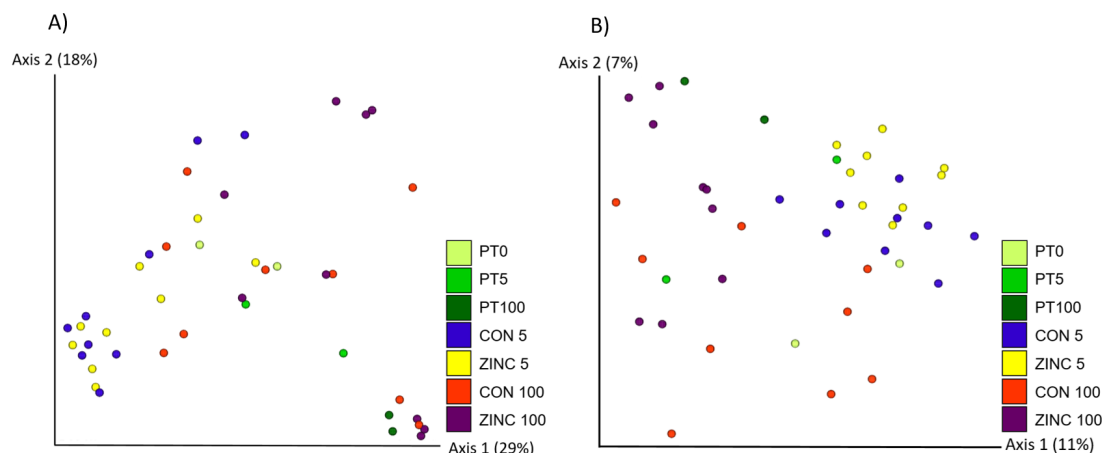 A)
Axis 2 (18%)
PT0
PT5
PT100
CON 5
ZINC 5
CON 100
ZINC 100
Axis 1 (29%)
B)
Axis 2 (7%)
PT0
PT5
PT100
CON 5
ZINC 5
CON 100
ZINC 100
Axis 1 (11%)